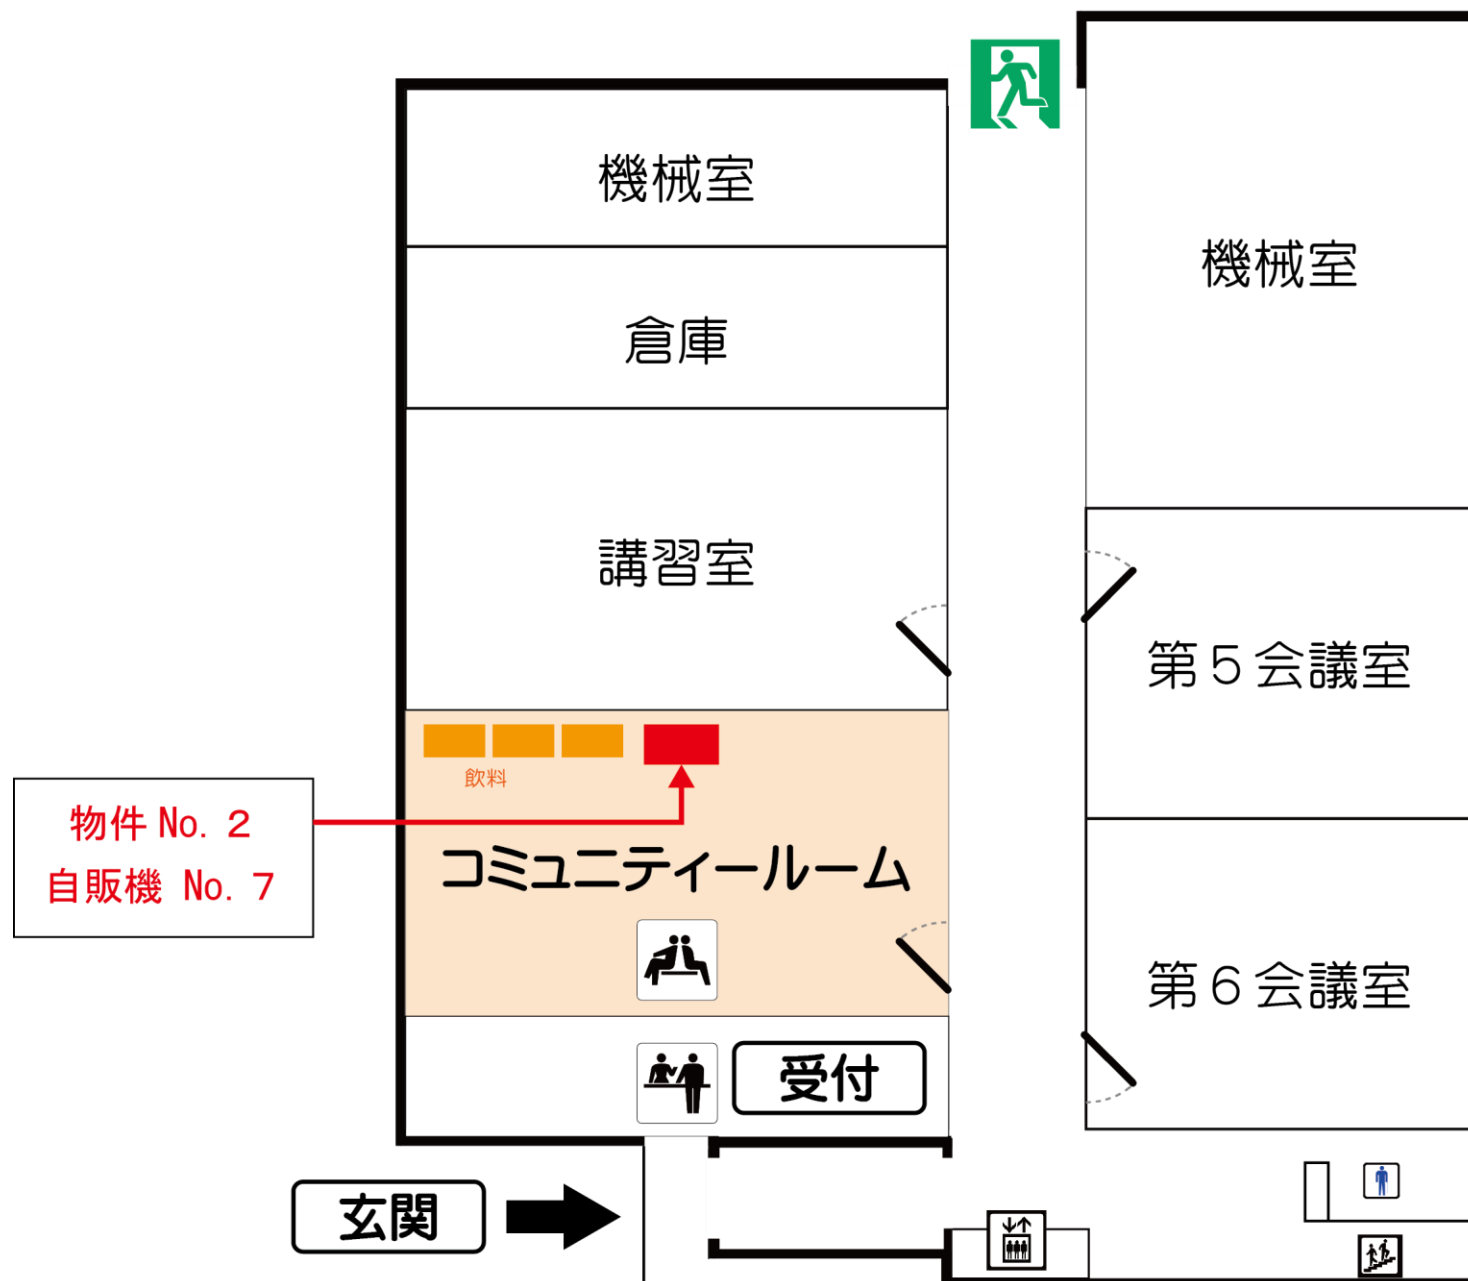 機械室
機械室
倉庫
講習室
第５会議室
飲料
物件 No. 2
自販機 No. 7
コミュニティールーム
第６会議室
受付
玄関